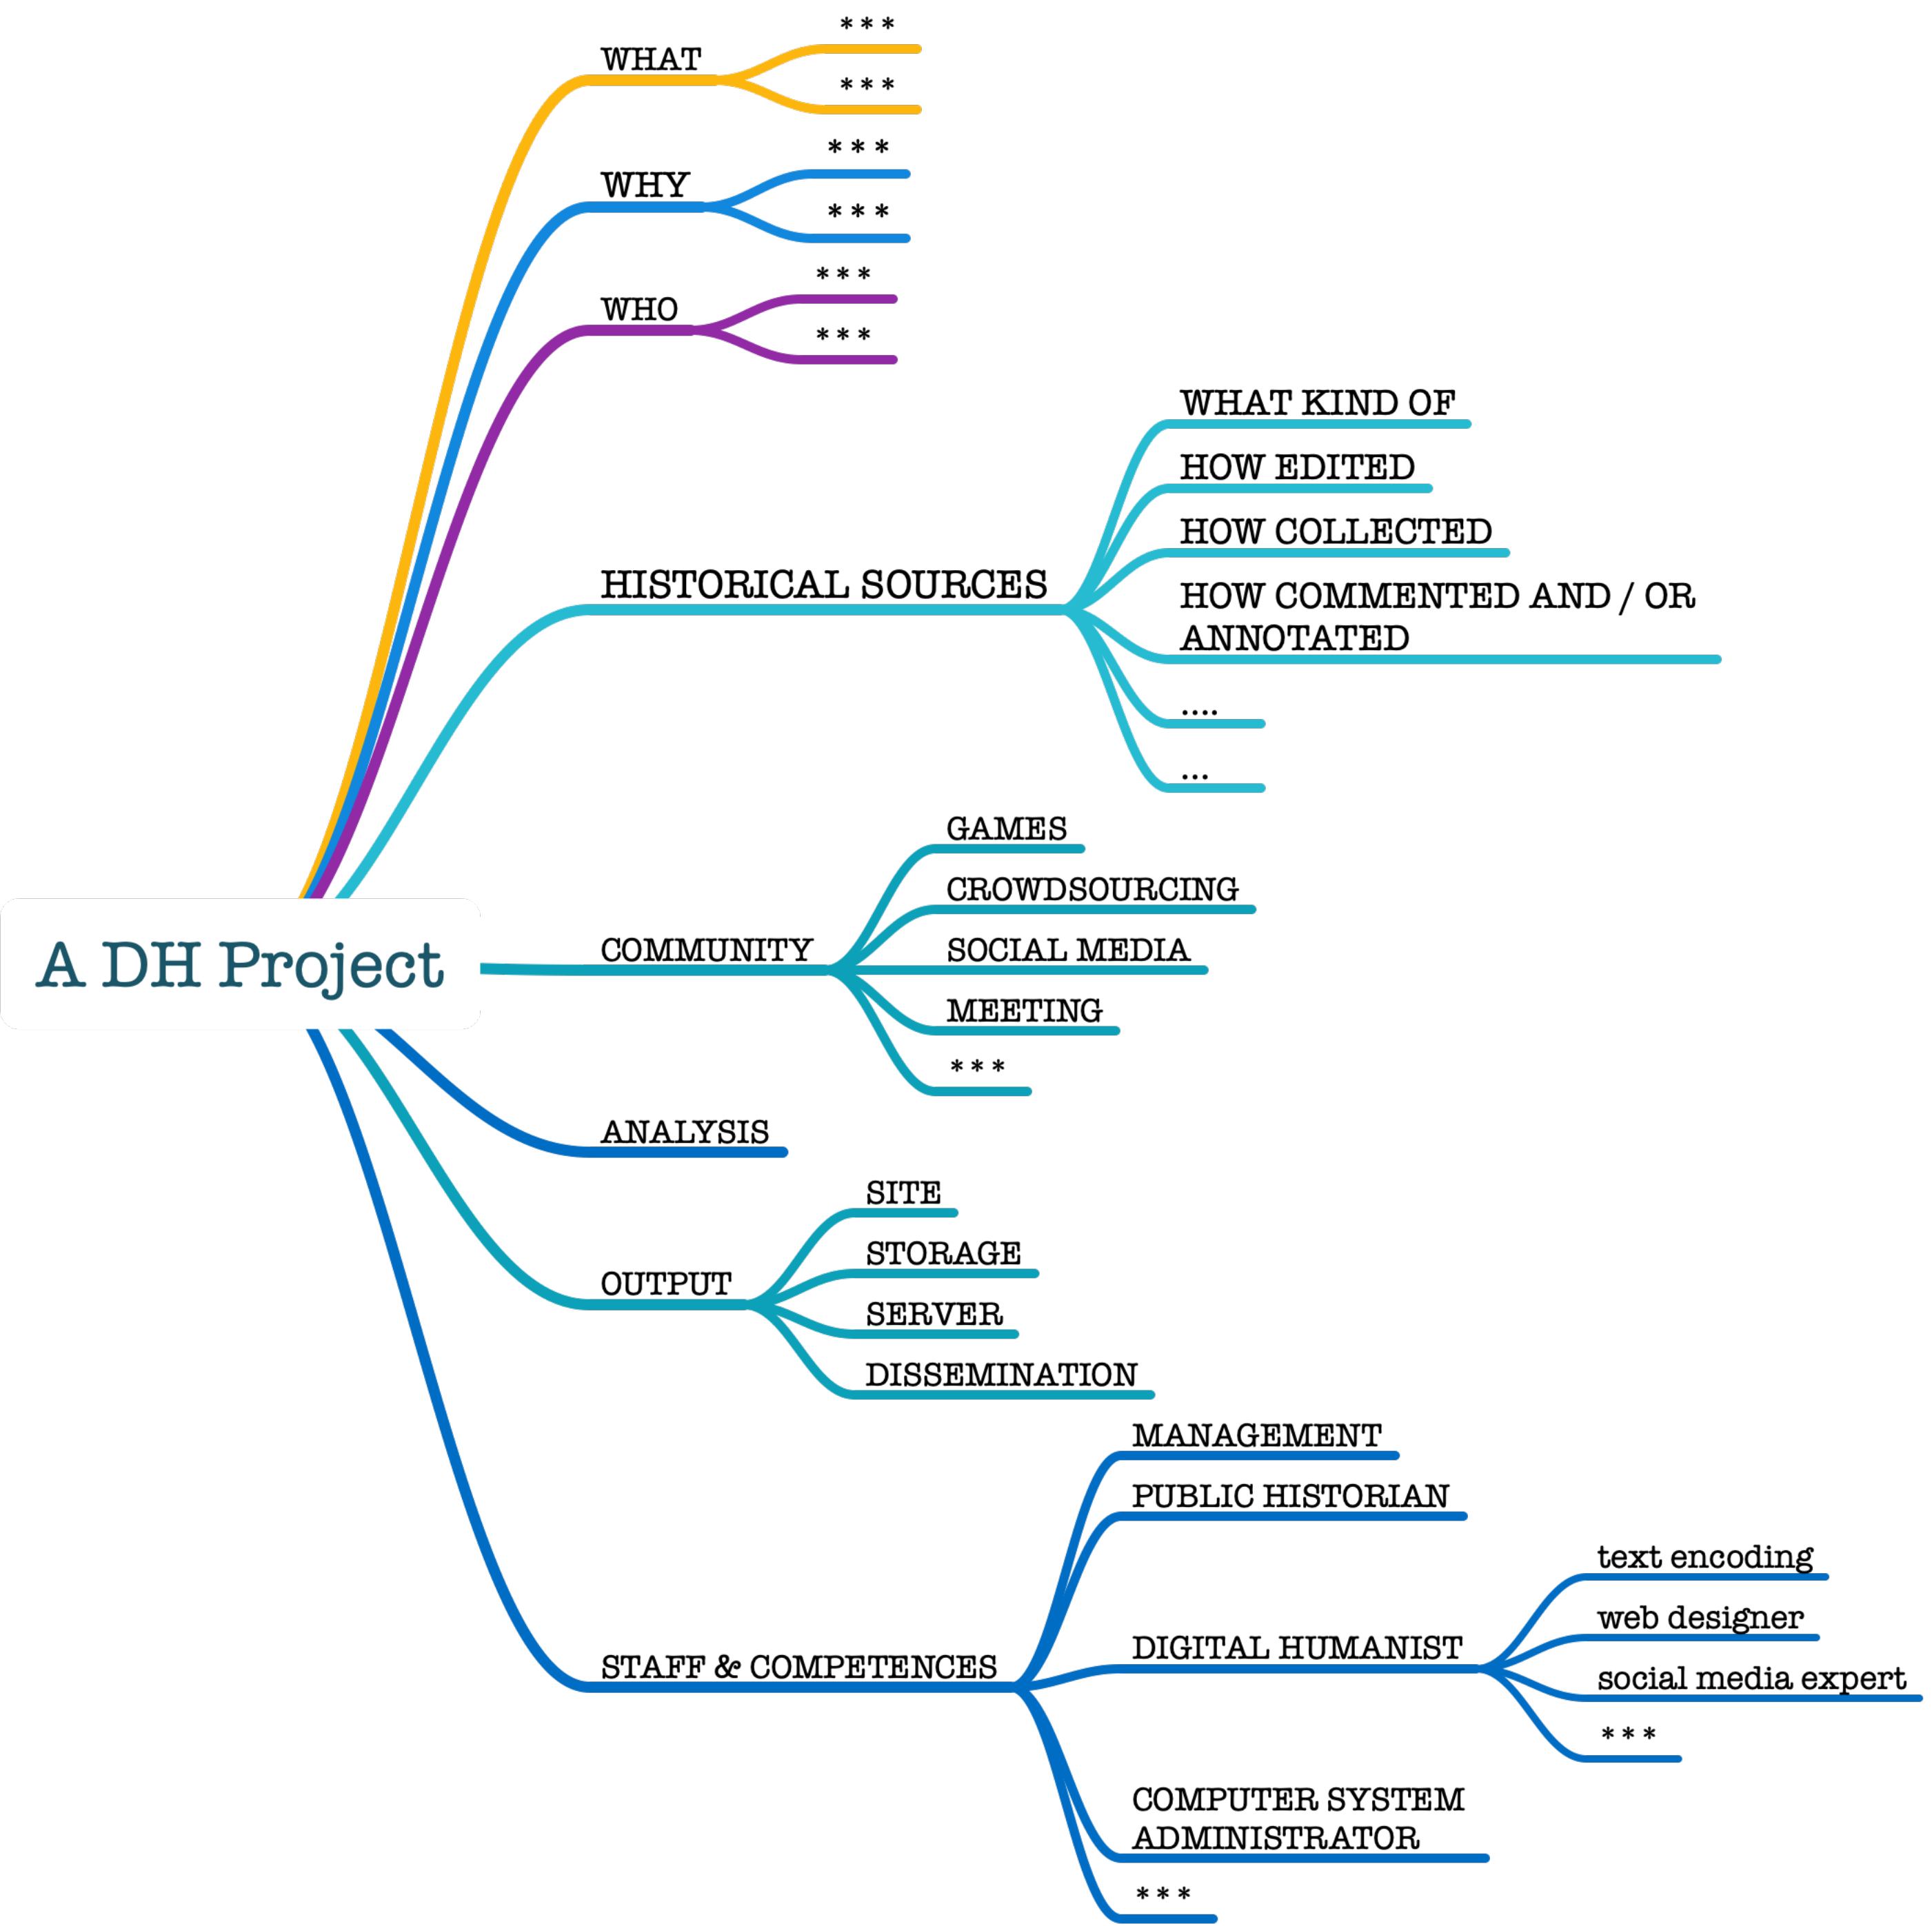 * * *
WHAT
* * *
* * *
WHY
* * *
* * *
WHO
* * *
WHAT KIND OF
HOW EDITED
HOW COLLECTED
HISTORICAL SOURCES
HOW COMMENTED AND / OR
ANNOTATED
....
...
GAMES
CROWDSOURCING
COMMUNITY
SOCIAL MEDIA
A DH Project
MEETING
* * *
ANALYSIS
SITE
STORAGE
OUTPUT
SERVER
DISSEMINATION
MANAGEMENT
PUBLIC HISTORIAN
text encoding
web designer
DIGITAL HUMANIST
STAFF & COMPETENCES
social media expert
* * *
COMPUTER SYSTEM
ADMINISTRATOR
* * *